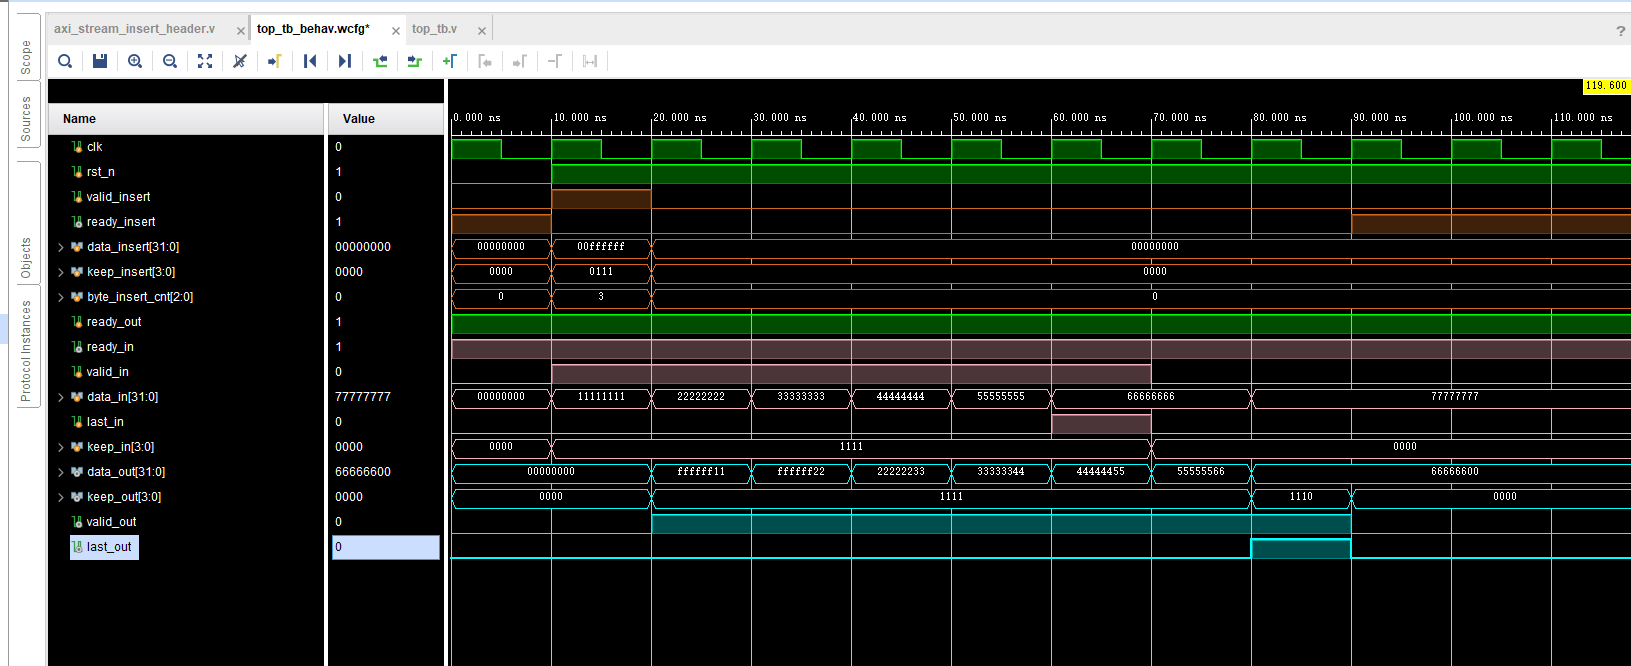 axi_stream_insert_header.v × top_tb_behav.wcfg* × top_tb.v × ?
Scope
Sources
Objects
Protocol Instances
119.600
Name Value
0.000 ns 10.000 ns 20.000 ns 30.000 ns 40.000 ns 50.000 ns 60.000 ns 70.000 ns 80.000 ns 90.000 ns 100.000 ns 110.000 ns
clk 0
rst_n 1
valid_insert 0
ready_insert 1
data_insert[31:0] 00000000 00000000 00ffffff 00000000
keep_insert[3:0] 0000 0000 0111 0000
byte_insert_cnt[2:0] 0 0 3 0
ready_out 1
ready_in 1
valid_in 0
data_in[31:0] 77777777 00000000 11111111 22222222 33333333 44444444 55555555 66666666 77777777
last_in 0
keep_in[3:0] 0000 0000 1111 0000
data_out[31:0] 66666600 00000000 ffffff11 ffffff22 22222233 33333344 44444455 55555566 66666600
keep_out[3:0] 0000 0000 1111 1110 0000
valid_out 0
last_out 0